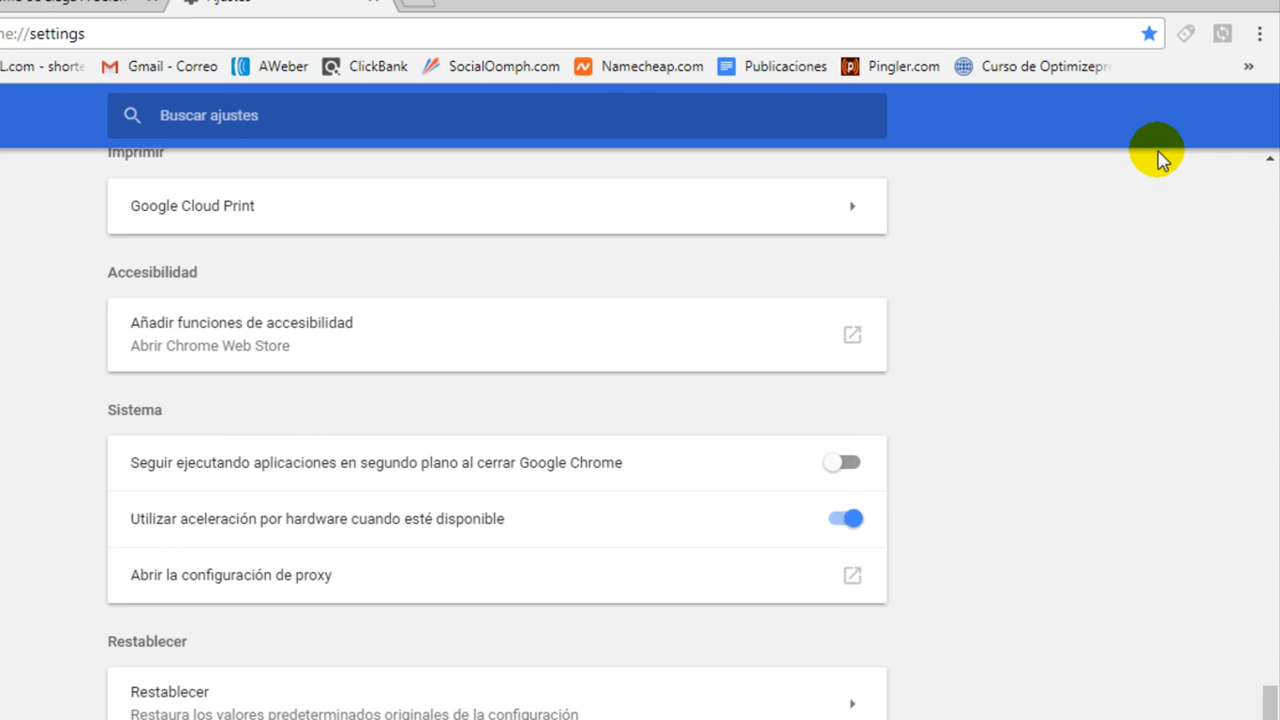 Ajustes
me://settings
L.com - shorte
Gmail - Correo
AWeber
ClickBank
SocialOomph.com
Namecheap.com
Publicaciones
Pingler.com
Curso de Optimizepre
»
Buscar ajustes
Imprimir
Google Cloud Print
Accesibilidad
Añadir funciones de accesibilidad
Abrir Chrome Web Store
Sistema
Seguir ejecutando aplicaciones en segundo plano al cerrar Google Chrome
Utilizar aceleración por hardware cuando esté disponible
Abrir la configuración de proxy
Restablecer
Restablecer
Restaura los valores predeterminados originales de la configuración